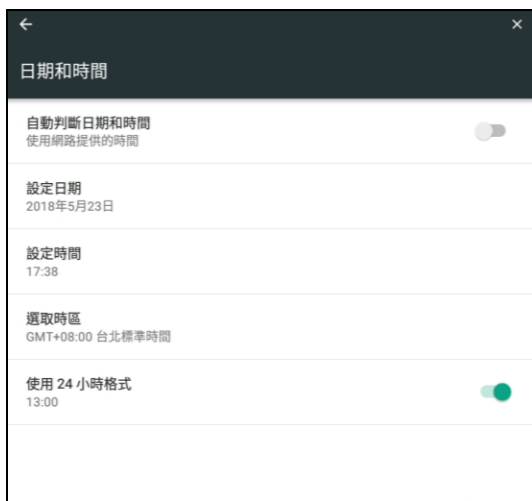 日期和時間
自動判斷日期和時間
使用網路提供的時間
設定日期
2018年5月23日
設定時間
17:38
選取時區
GMT+08:00 台北標準時間
使用 24 小時格式
13:00